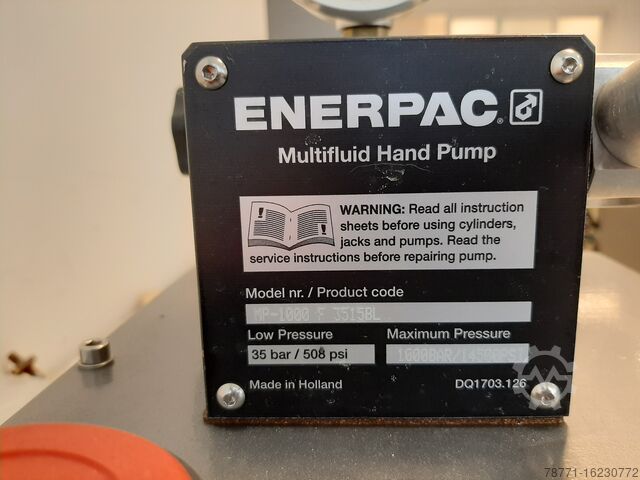 ENERPAC®
Multifluid Hand Pump
WARNING: Read all instruction
sheets before using cylinders,
jacks and pumps. Read the
service instructions before repairing pump.
Model nr. / Product code
MP-1000 F 3515BL
Low Pressure
Maximum Pressure
35 bar / 508 psi
1000BAR/14500PSI
Made in Holland
DQ1703.126
78771-16230772